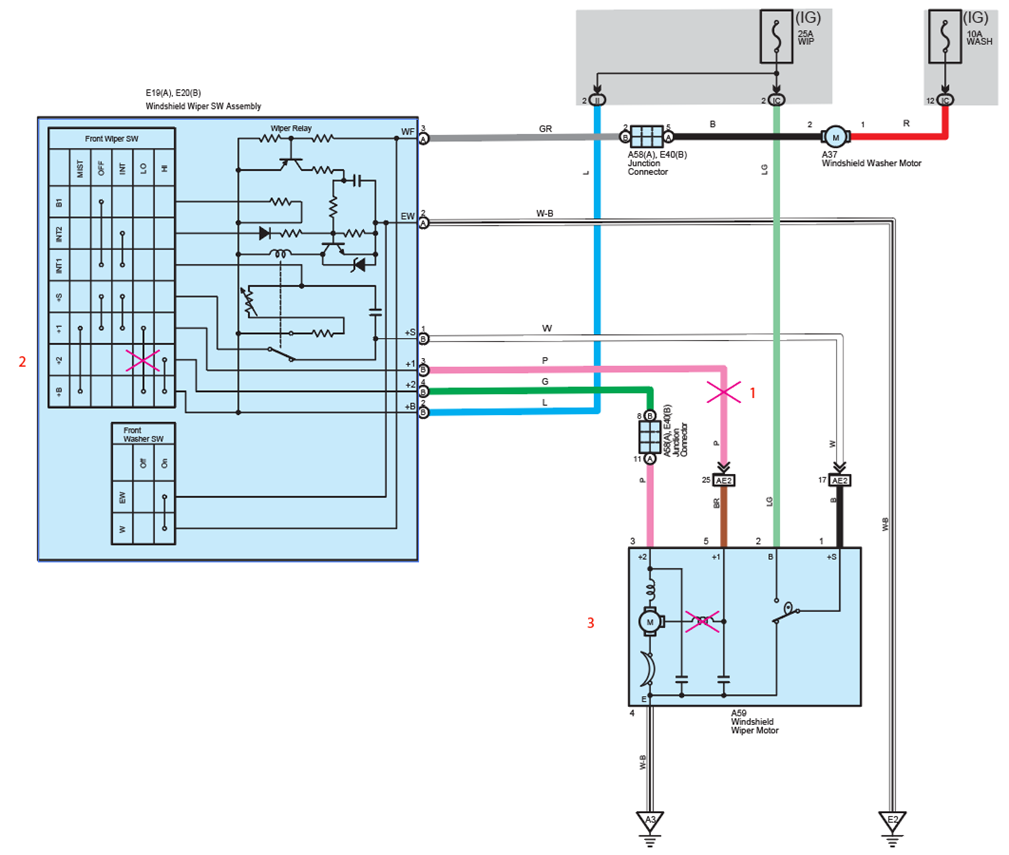 (IG)
25A
WIP
(IG)
10A
WASH
2 II
2 IC
12 IC
E19(A), E20(B)
Windshield Wiper SW Assembly
Front Wiper SW
MIST
OFF
INT
LO
HI
B1
INT2
INT1
+S
+1
+2
+B
Wiper Relay
WF
3
A
GR
2
B
5
A
B
2
M
1
R
A58(A), E40(B)
Junction
Connector
A37
Windshield Washer Motor
L
LG
EW
2
A
W-B
+S
1
B
W
+1
3
B
P
+2
4
B
G
+B
2
B
L
2
1
Front
Washer SW
Off
On
EW
W
8
B
A58(A), E40(B)
Junction
Connector
11
A
P
P
25 AE2
BR
LG
W
17 AE2
B
W-B
3
5
2
1
+2
+1
B
+S
M
3
E
4
A59
Windshield
Wiper Motor
W-B
A3
E2